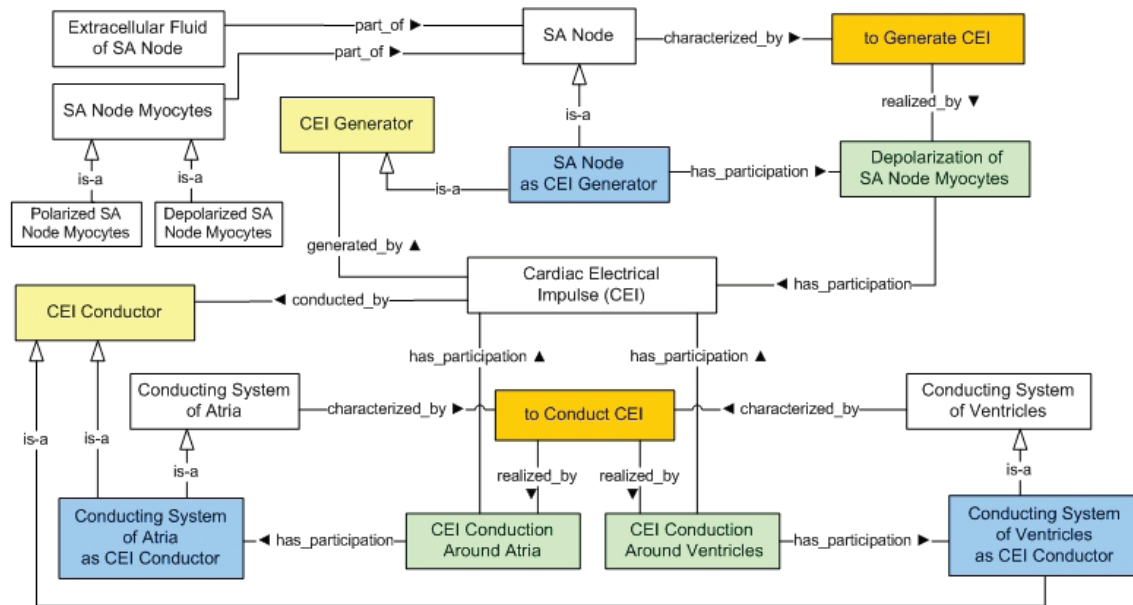 Extracellular Fluid
of SA Node
part_of ►
SA Node
characterized_by ►
to Generate CEI
part_of ►
SA Node Myocytes
realized_by ▼
CEI Generator
is-a
SA Node
as CEI Generator
has_participation ►
Depolarization of
SA Node Myocytes
is-a
is-a
is-a
Polarized SA
Node Myocytes
Depolarized SA
Node Myocytes
generated_by ▲
Cardiac Electrical
Impulse (CEI)
◄ has_participation
◄ conducted_by
CEI Conductor
has_participation ▲
has_participation ▲
Conducting System
of Atria
characterized_by ►
to Conduct CEI
◄ characterized_by
Conducting System
of Ventricles
is-a
is-a
is-a
is-a
realized_by
▼
realized_by
▼
Conducting System
of Atria
as CEI Conductor
◄ has_participation
CEI Conduction
Around Atria
CEI Conduction
Around Ventricles
has_participation ►
Conducting System
of Ventricles
as CEI Conductor